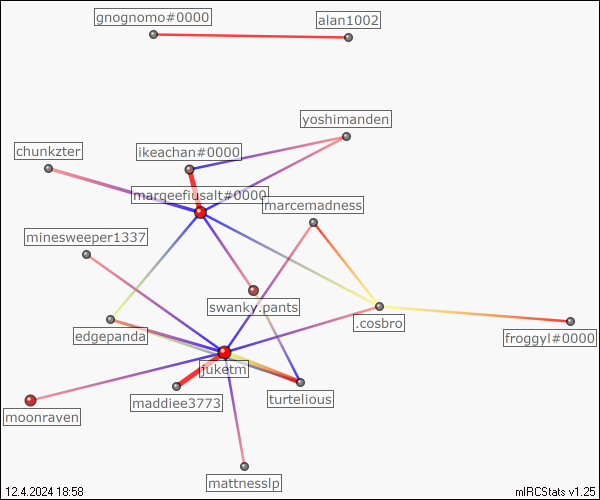 gnognomo#0000
alan1002
yoshimanden
chunkzter
ikeachan#0000
margeefiusalt#0000
marcemadness
minesweeper1337
swanky.pants
.cosbro
edgepanda
froggyl#0000
juketm
turtelious
maddiee3773
moonraven
mattnesslp
12.4.2024 18:58
mIRCStats v1.25